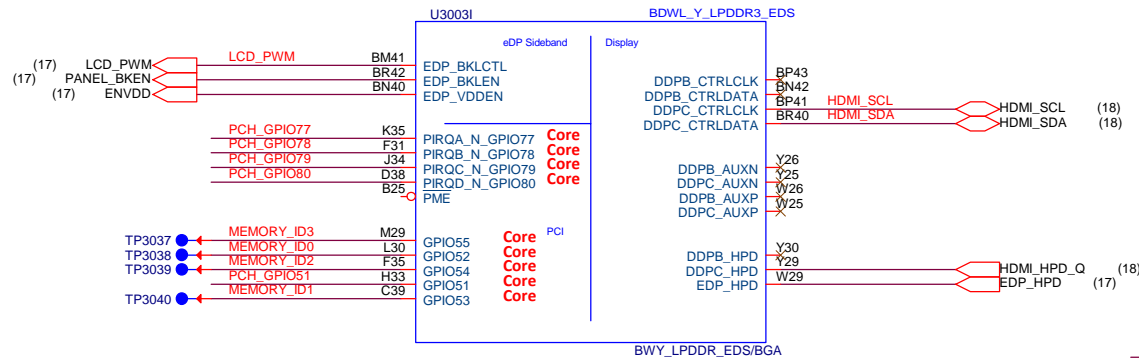 U3003I BDWL_Y_LPDDR3_EDS
eDP Sideband Display
(17) LCD_PWM LCD_PWM BM41 EDP_BKLCTL
(17) PANEL_BKEN BR42 EDP_BKLEN
(17) ENVDD BN40 EDP_VDDEN
PCH_GPIO77 K35 PIRQA_N_GPIO77 Core
PCH_GPIO78 F31 PIRQB_N_GPIO78 Core
PCH_GPIO79 J34 PIRQC_N_GPIO79 Core
PCH_GPIO80 D38 PIRQD_N_GPIO80 Core
B25 PME
PCI
TP3037 MEMORY_ID3 M29 GPIO55 Core
TP3038 MEMORY_ID0 L30 GPIO52 Core
TP3039 MEMORY_ID2 F35 GPIO54 Core
PCH_GPIO51 H33 GPIO51 Core
TP3040 MEMORY_ID1 C39 GPIO53 Core
DDPB_CTRLCLK BP43
DDPB_CTRLDATA BN42
DDPC_CTRLCLK BP41 HDMI_SCL HDMI_SCL (18)
DDPC_CTRLDATA BR40 HDMI_SDA HDMI_SDA (18)
DDPB_AUXN Y26
DDPC_AUXN Y25
DDPB_AUXP W26
DDPC_AUXP W25
DDPB_HPD Y30
DDPC_HPD Y29 HDMI_HPD_Q (18)
EDP_HPD W29 EDP_HPD (17)
BWY_LPDDR_EDS/BGA